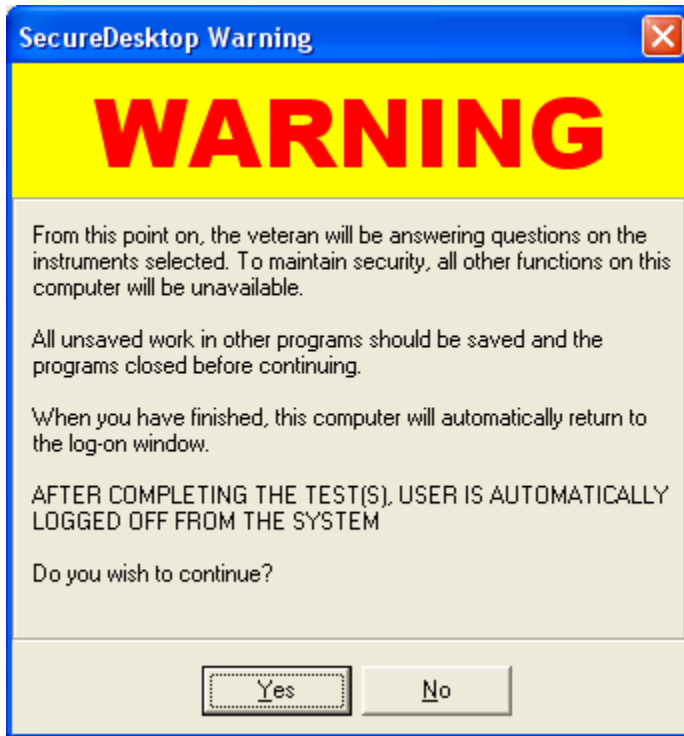 SecureDesktop Warning
WARNING
From this point on, the veteran will be answering questions on the
instruments selected. To maintain security, all other functions on this
computer will be unavailable.
All unsaved work in other programs should be saved and the
programs closed before continuing.
When you have finished, this computer will automatically return to
the log-on window.
AFTER COMPLETING THE TEST(S), USER IS AUTOMATICALLY
LOGGED OFF FROM THE SYSTEM
Do you wish to continue?
Yes
No